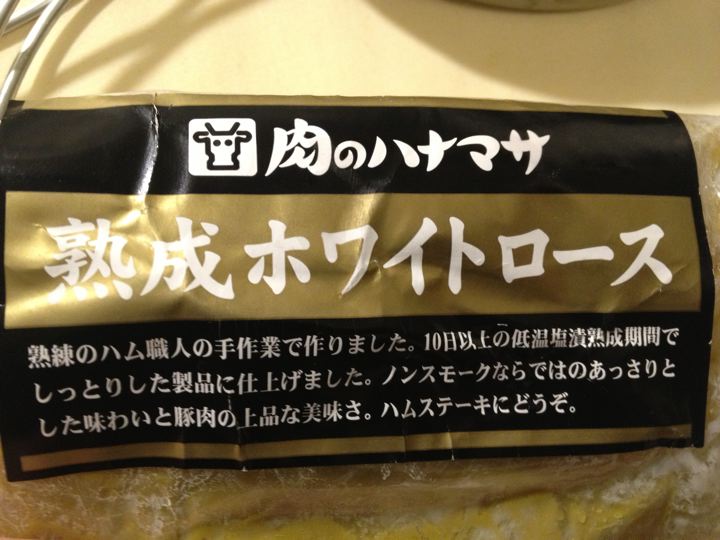 肉のハナマサ
熟成ホワイトロース
熟練のハム職人の手作業で作りました。10日以上の低温塩漬熟成期間で
しっとりした製品に仕上げました。ノンスモークならではのあっさりと
した味わいと豚肉の上品な美味さ。ハムステーキにどうぞ。